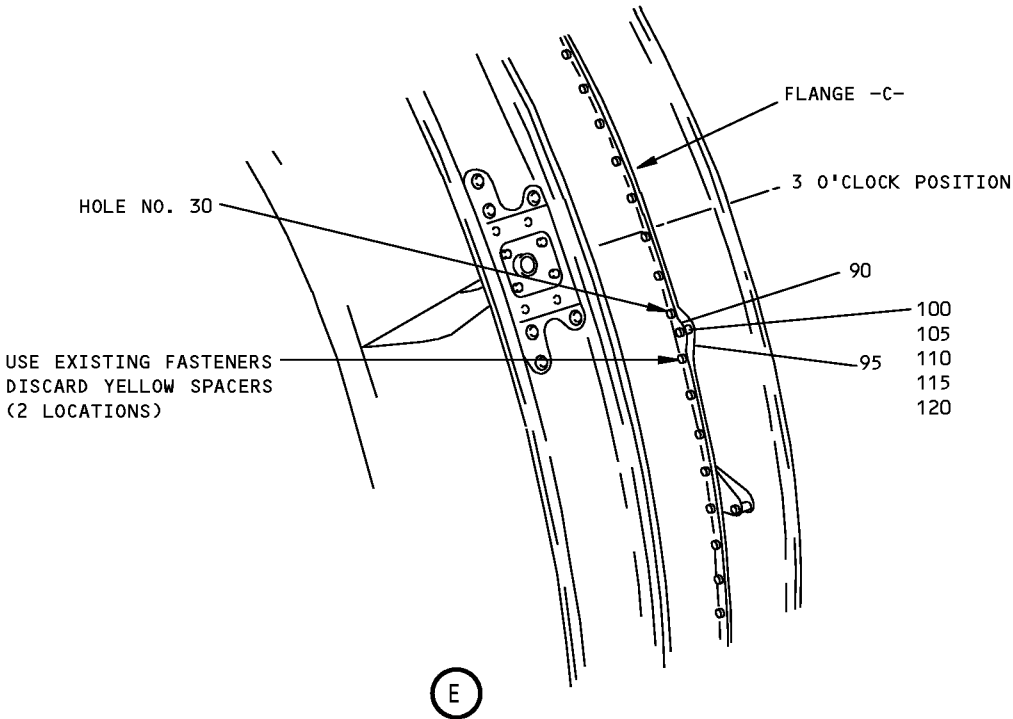 FLANGE -C-
3 O'CLOCK POSITION
HOLE NO. 30
90
100
105
110
115
120
95
USE EXISTING FASTENERS
DISCARD YELLOW SPACERS
(2 LOCATIONS)
E